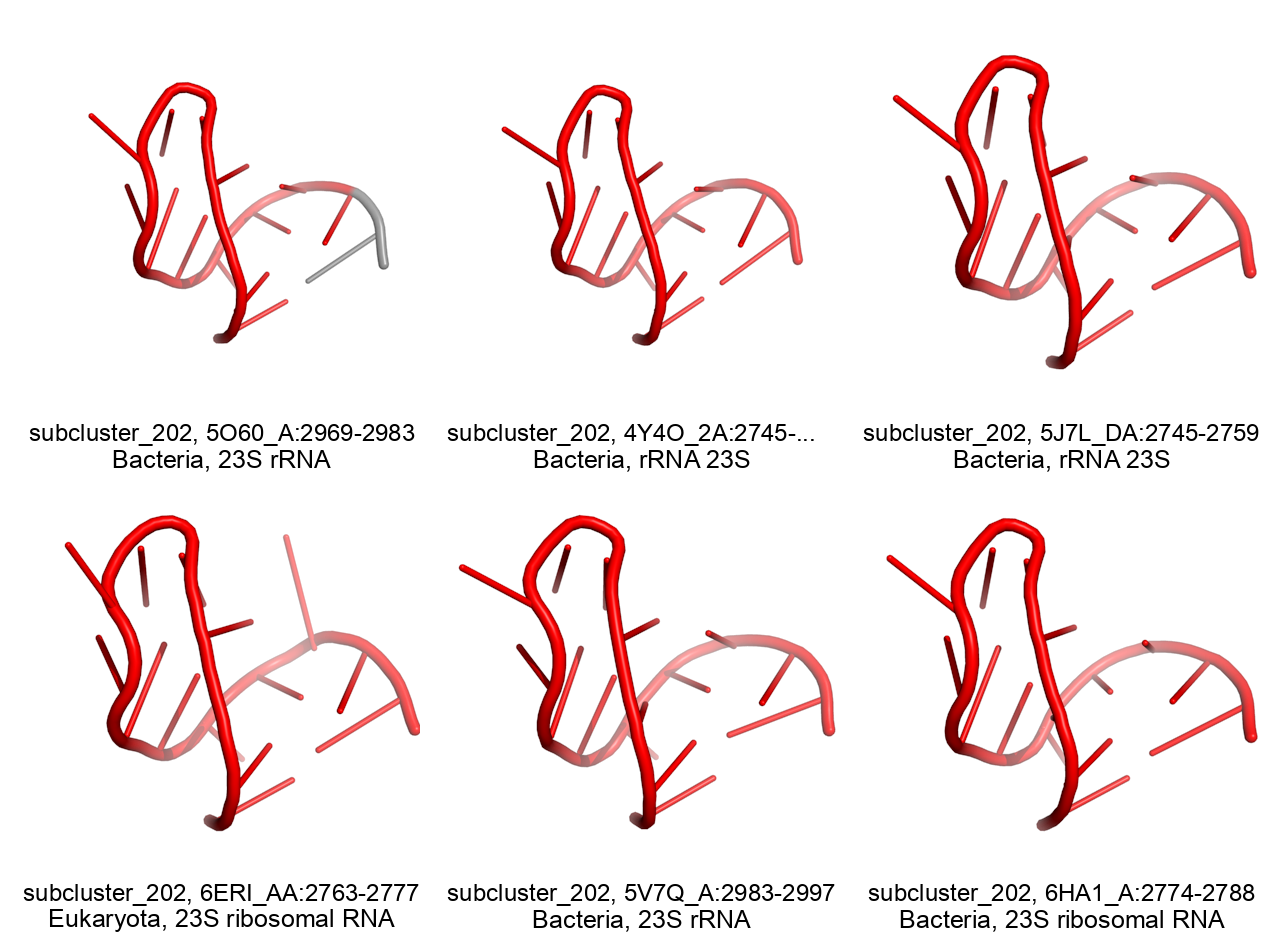 subcluster_202, 5O60_A:2969-2983
Bacteria, 23S rRNA
subcluster_202, 4Y4O_2A:2745-...
Bacteria, rRNA 23S
subcluster_202, 5J7L_DA:2745-2759
Bacteria, rRNA 23S
subcluster_202, 6ERI_AA:2763-2777
Eukaryota, 23S ribosomal RNA
subcluster_202, 5V7Q_A:2983-2997
Bacteria, 23S rRNA
subcluster_202, 6HA1_A:2774-2788
Bacteria, 23S ribosomal RNA